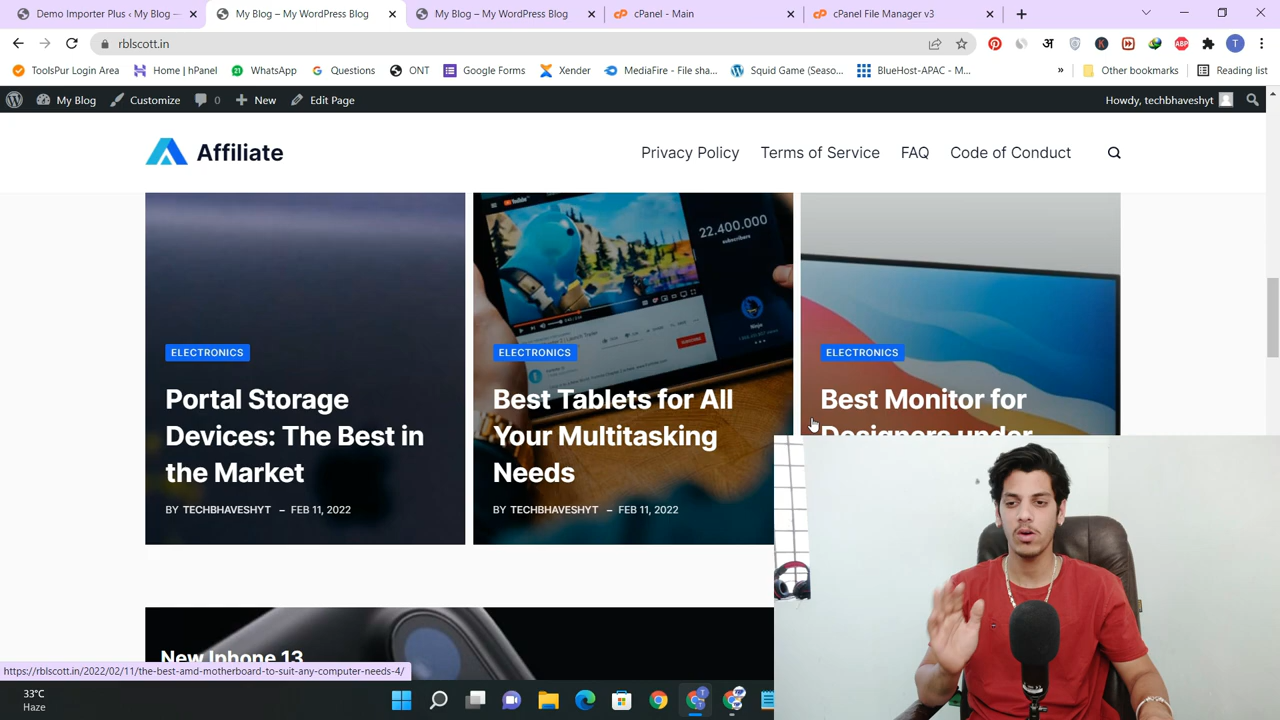 Demo Importer Plus ‹ My Blog —
My Blog – My WordPress Blog
My Blog – My WordPress Blog
cPanel - Main
cPanel File Manager v3
rblscott.in
ToolsPur Login Area
Home | hPanel
WhatsApp
Questions
ONT
Google Forms
Xender
MediaFire - File sha...
Squid Game (Seaso...
BlueHost-APAC - M...
»
Other bookmarks
Reading list
My Blog
Customize
0
New
Edit Page
Howdy, techbhaveshyt
Affiliate
Privacy Policy
Terms of Service
FAQ
Code of Conduct
YouTube
22.400.000
subscribers
Ninja
ELECTRONICS
Portal Storage
Devices: The Best in
the Market
BY TECHBHAVESHYT – FEB 11, 2022
ELECTRONICS
Best Tablets for All
Your Multitasking
Needs
BY TECHBHAVESHYT – FEB 11, 2022
ELECTRONICS
Best Monitor for
Designers under
New Iphone 13
https://rblscott.in/2022/02/11/the-best-amd-motherboard-to-suit-any-computer-needs-4/
33°C
Haze